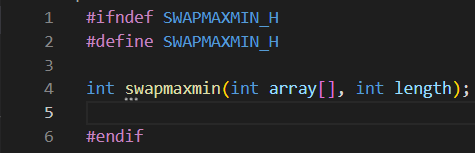 1 #ifndef SWAPMAXMIN_H
2 #define SWAPMAXMIN_H
3
4 int swapmaxmin(int array[], int length);
5
6 #endif